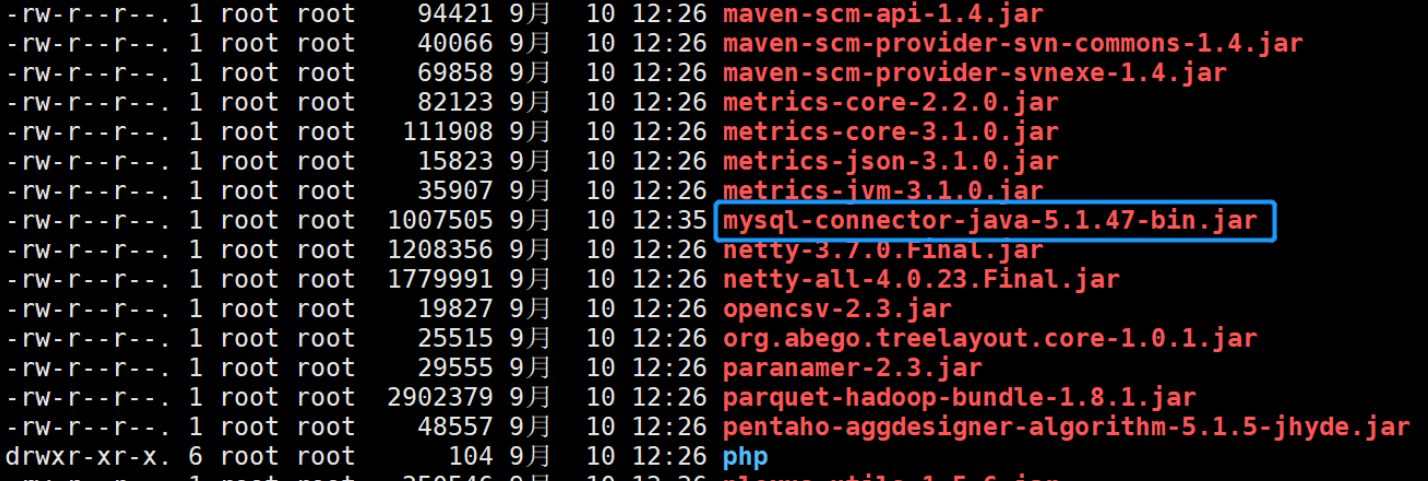 -rw-r--r--. 1 root root 94421 9月 10 12:26 maven-scm-api-1.4.jar
-rw-r--r--. 1 root root 40066 9月 10 12:26 maven-scm-provider-svn-commons-1.4.jar
-rw-r--r--. 1 root root 69858 9月 10 12:26 maven-scm-provider-svnexe-1.4.jar
-rw-r--r--. 1 root root 82123 9月 10 12:26 metrics-core-2.2.0.jar
-rw-r--r--. 1 root root 111908 9月 10 12:26 metrics-core-3.1.0.jar
-rw-r--r--. 1 root root 15823 9月 10 12:26 metrics-json-3.1.0.jar
-rw-r--r--. 1 root root 35907 9月 10 12:26 metrics-jvm-3.1.0.jar
-rw-r--r--. 1 root root 1007505 9月 10 12:35 mysql-connector-java-5.1.47-bin.jar
-rw-r--r--. 1 root root 1208356 9月 10 12:26 netty-3.7.0.Final.jar
-rw-r--r--. 1 root root 1779991 9月 10 12:26 netty-all-4.0.23.Final.jar
-rw-r--r--. 1 root root 19827 9月 10 12:26 opencsv-2.3.jar
-rw-r--r--. 1 root root 25515 9月 10 12:26 org.abego.treelayout.core-1.0.1.jar
-rw-r--r--. 1 root root 29555 9月 10 12:26 paranamer-2.3.jar
-rw-r--r--. 1 root root 2902379 9月 10 12:26 parquet-hadoop-bundle-1.8.1.jar
-rw-r--r--. 1 root root 48557 9月 10 12:26 pentaho-aggdesigner-algorithm-5.1.5-jhyde.jar
drwxr-xr-x. 6 root root 104 9月 10 12:26 php